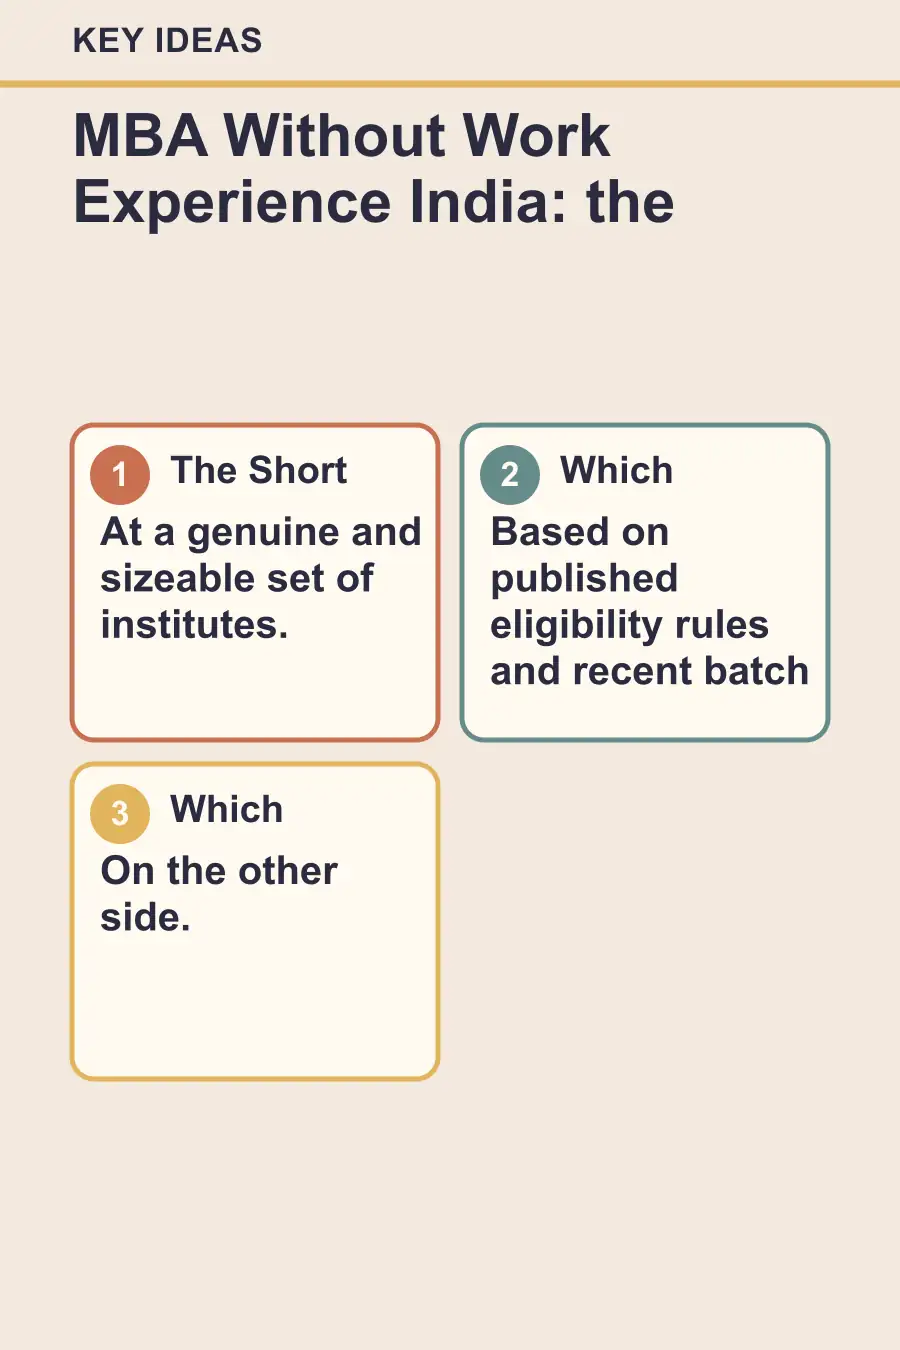 KEY IDEAS
MBA Without Work
Experience India: the
1
The Short
At a genuine and
sizeable set of
institutes.
2
Which
Based on
published
eligibility rules
and recent batch
3
Which
On the other
side.